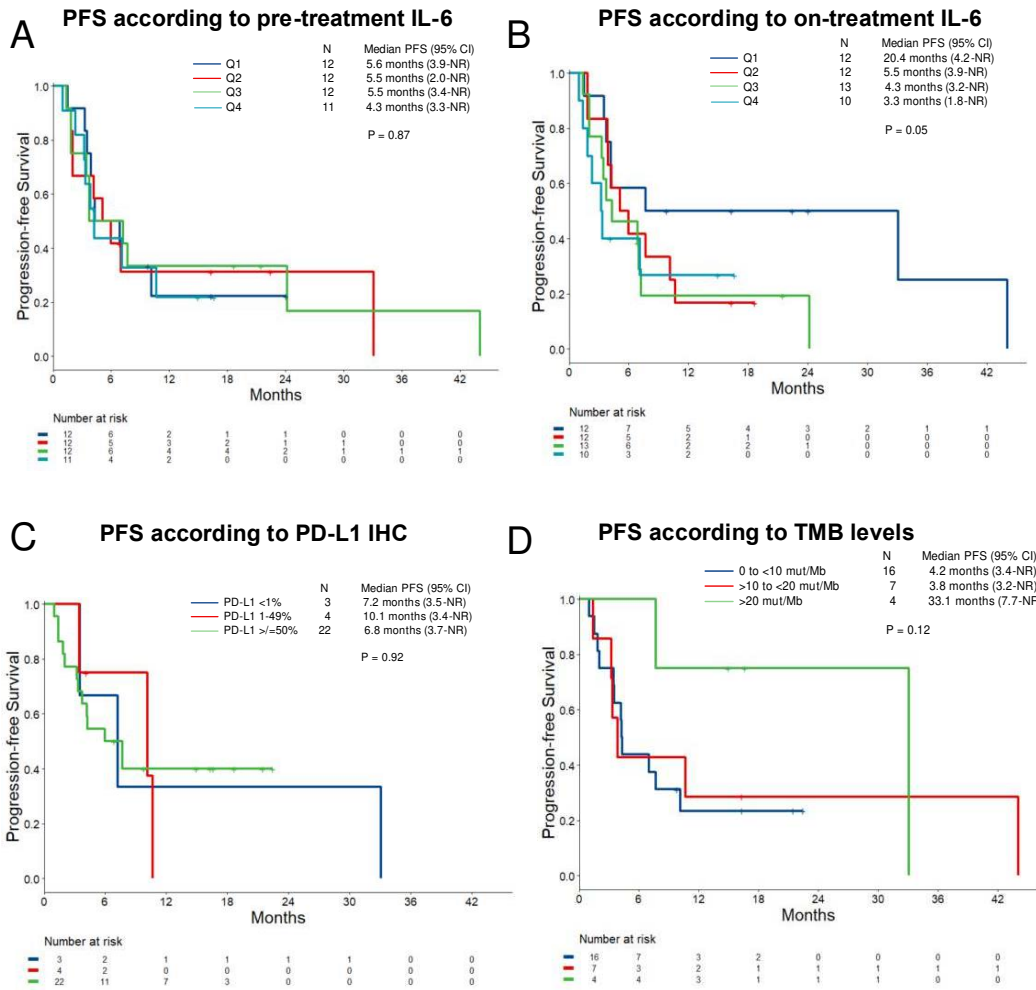 A
PFS according to pre-treatment IL-6
N Median PFS (95% CI)
Q1 12 5.6 months (3.9-NR)
Q2 12 5.5 months (2.0-NR)
Q3 12 5.5 months (3.4-NR)
Q4 11 4.3 months (3.3-NR)
P = 0.87
Progression-free Survival
1.0
0.8
0.6
0.4
0.2
0.0
0 6 12 18 24 30 36 42
Months
Number at risk
12 6 2 1 1 0 0 0
12 5 3 2 1 1 0 0
12 6 4 4 2 1 1 1
11 4 2 0 0 0 0 0
B
PFS according to on-treatment IL-6
N Median PFS (95% CI)
Q1 12 20.4 months (4.2-NR)
Q2 12 5.5 months (3.9-NR)
Q3 13 4.3 months (3.2-NR)
Q4 10 3.3 months (1.8-NR)
P = 0.05
Progression-free Survival
1.0
0.8
0.6
0.4
0.2
0.0
0 6 12 18 24 30 36 42
Months
Number at risk
12 7 5 4 3 2 1 1
12 5 2 1 0 0 0 0
13 6 2 2 1 0 0 0
10 3 2 0 0 0 0 0
C
PFS according to PD-L1 IHC
N Median PFS (95% CI)
PD-L1 <1% 3 7.2 months (3.5-NR)
PD-L1 1-49% 4 10.1 months (3.4-NR)
PD-L1 >/=50% 22 6.8 months (3.7-NR)
P = 0.92
Progression-free Survival
1.0
0.8
0.6
0.4
0.2
0.0
0 6 12 18 24 30 36 42
Months
Number at risk
3 2 1 1 1 1 0 0
4 2 0 0 0 0 0 0
22 11 7 3 0 0 0 0
D
PFS according to TMB levels
N Median PFS (95% CI)
0 to <10 mut/Mb 16 4.2 months (3.4-NR)
>10 to <20 mut/Mb 7 3.8 months (3.2-NR)
>20 mut/Mb 4 33.1 months (7.7-NR)
P = 0.12
Progression-free Survival
1.0
0.8
0.6
0.4
0.2
0.0
0 6 12 18 24 30 36 42
Months
Number at risk
16 7 3 2 0 0 0 0
7 3 2 1 1 1 1 1
4 4 3 1 1 1 0 0